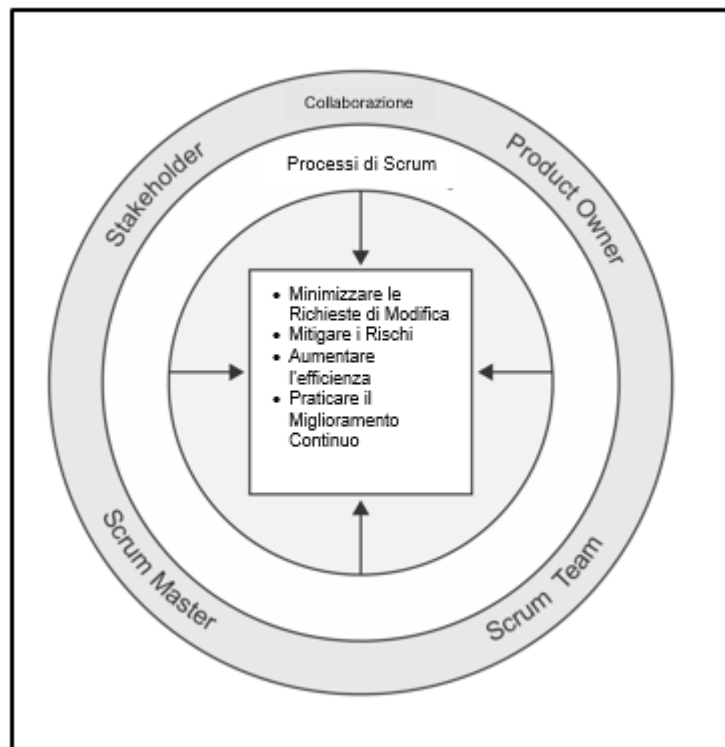 Collaborazione
Stakeholder
Product Owner
Processi di Scrum
• Minimizzare le
Richieste di Modifica
• Mitigare i Rischi
• Aumentare
l'efficienza
• Praticare il
Miglioramento
Continuo
Scrum Master
Scrum Team